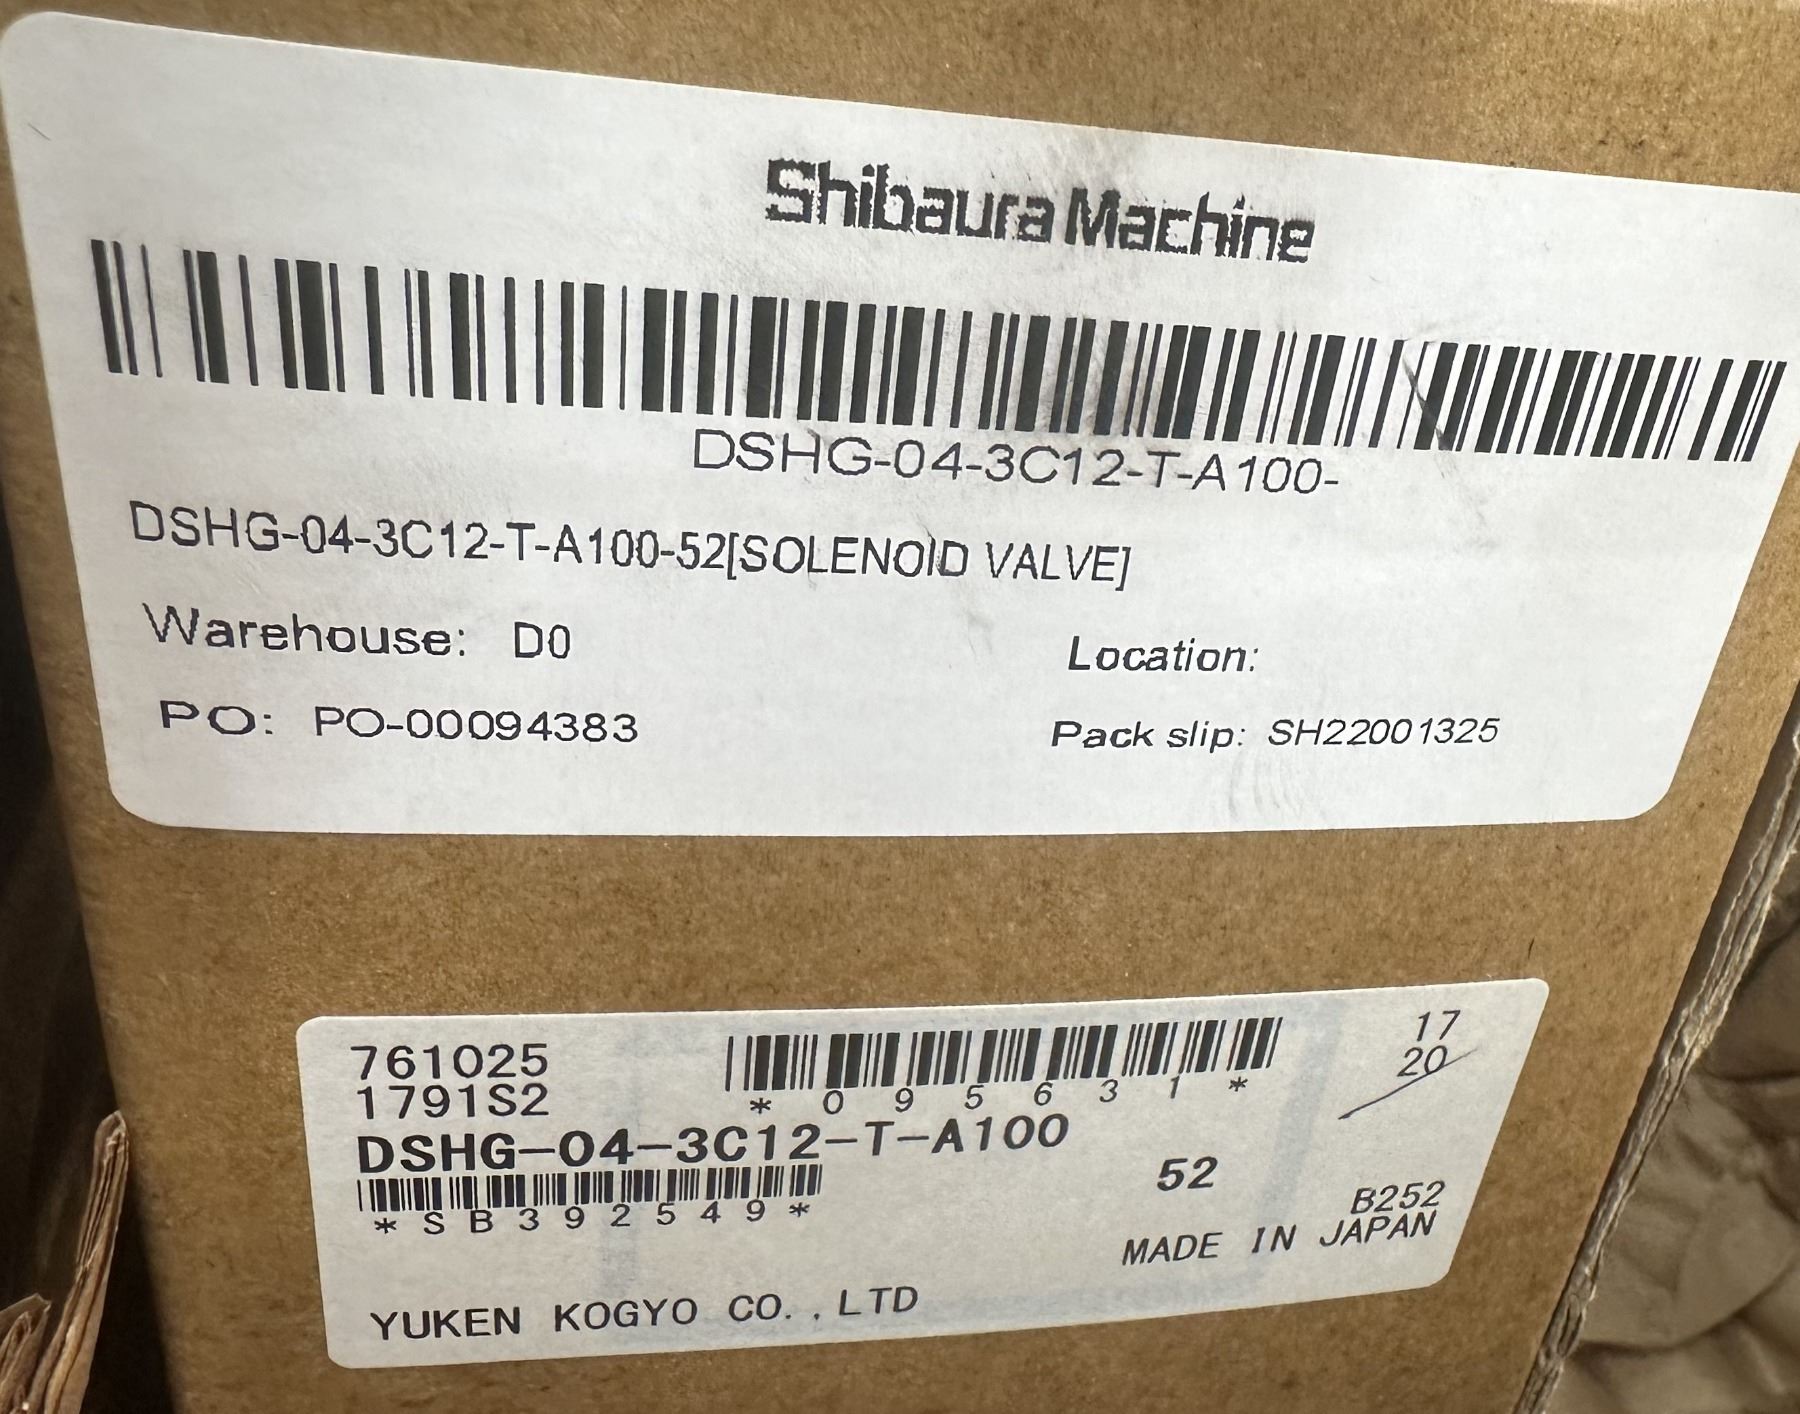 Shibaura Machine
DSHG-04-3C12-T-A100-
DSHG-04-3C12-T-A100-52[SOLENOID VALVE]
Warehouse: D0 Location:
PO: PO-00094383 Pack slip: SH22001325
761025
1791S2
*095631*
17
20
DSHG-04-3C12-T-A100
52
*SB392549*
B252
MADE IN JAPAN
YUKEN KOGYO CO.,LTD